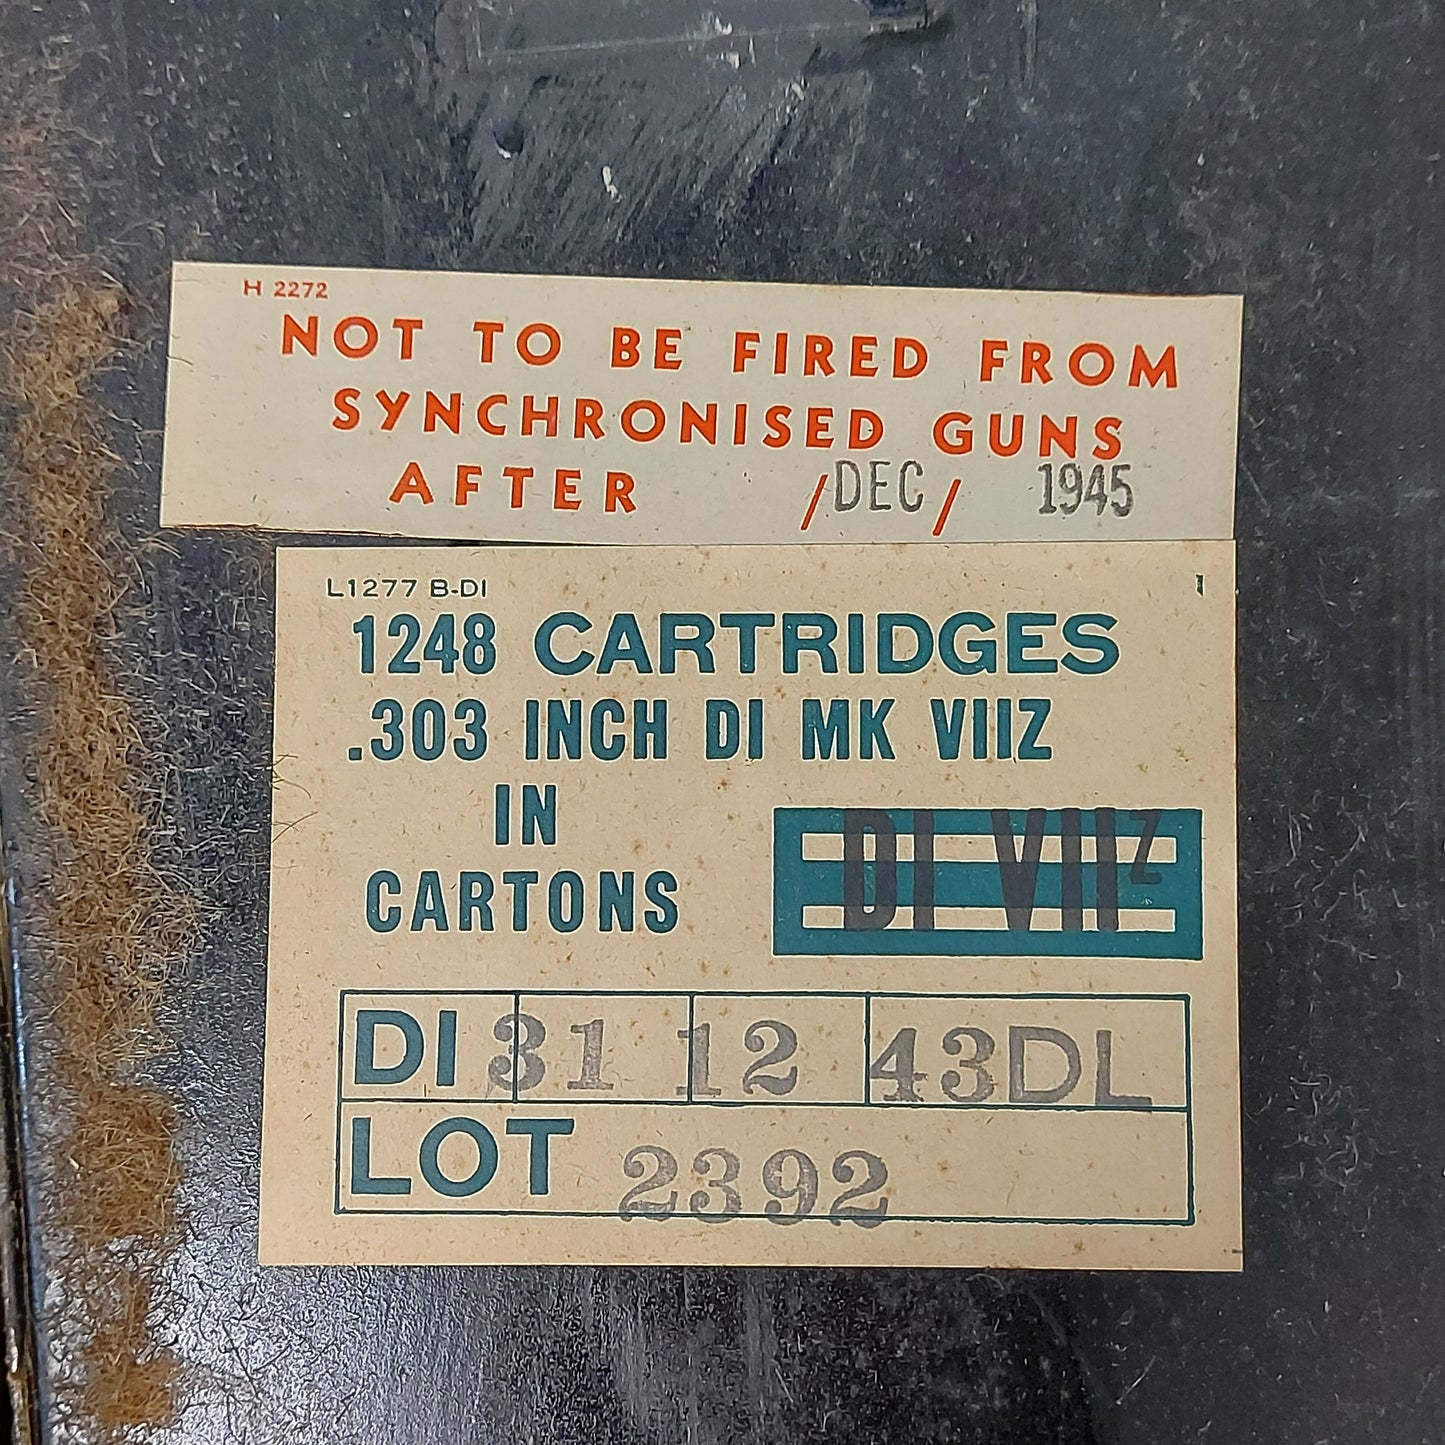 H 2272
NOT TO BE FIRED FROM
SYNCHRONISED GUNS
AFTER /DEC/ 1945
L1277 B-DI 1
1248 CARTRIDGES
.303 INCH DI MK VIIZ
IN
CARTONS
DI VIIZ
DI 31 12 43DL
LOT 2392